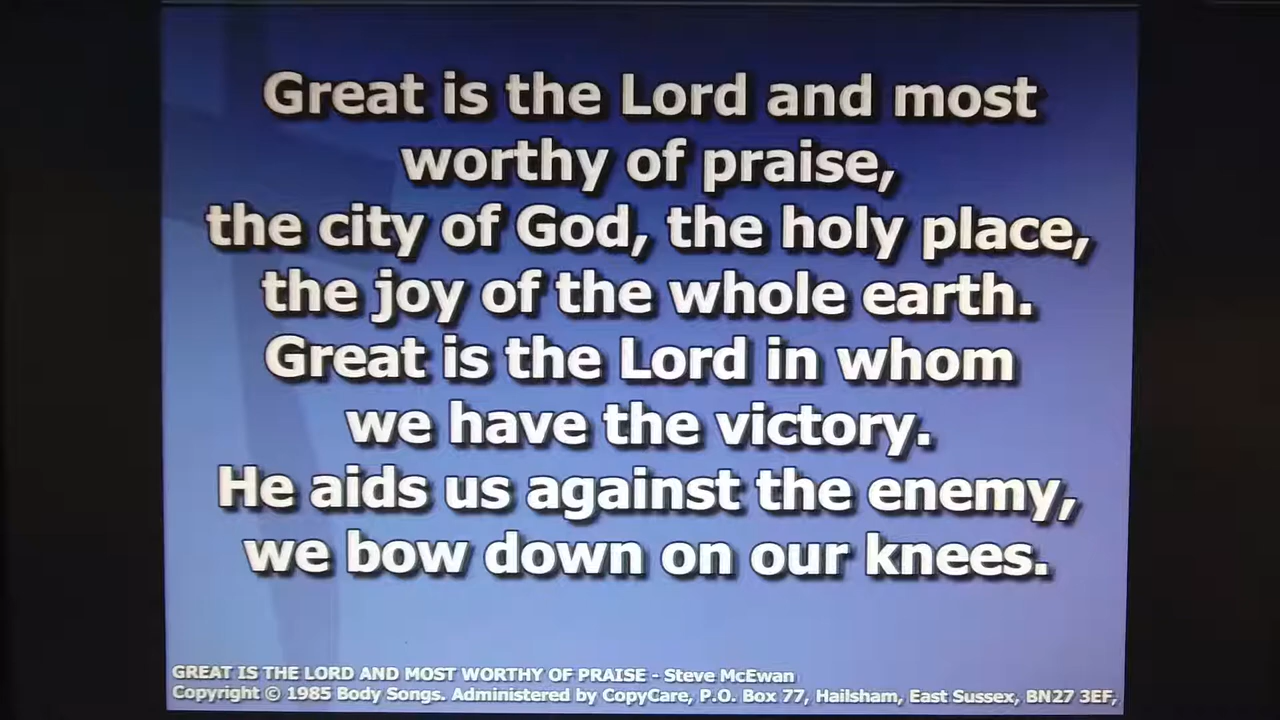 Great is the Lord and most
worthy of praise,
the city of God, the holy place,
the joy of the whole earth.
Great is the Lord in whom
we have the victory.
He aids us against the enemy,
we bow down on our knees.
GREAT IS THE LORD AND MOST WORTHY OF PRAISE - Steve McEwan
Copyright © 1985 Body Songs. Administered by CopyCare, P.O. Box 77, Hailsham, East Sussex, BN27 3EF,